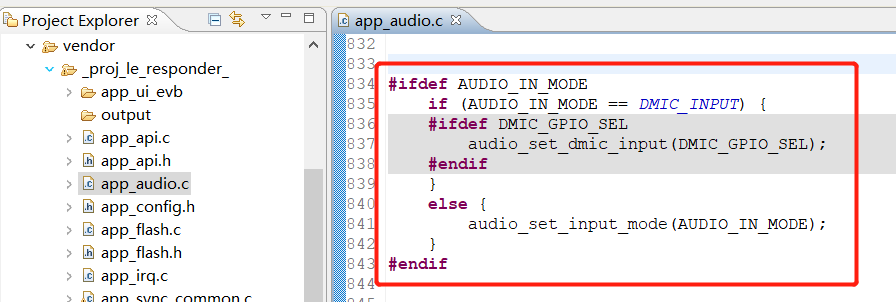 Project Explorer
vendor
_proj_le_responder_
app_ui_evb
output
app_api.c
app_api.h
app_audio.c
app_config.h
app_flash.c
app_flash.h
app_irq.c
app_sync_common.c
app_audio.c
832
833
834 #ifdef AUDIO_IN_MODE
835 if (AUDIO_IN_MODE == DMIC_INPUT) {
836 #ifdef DMIC_GPIO_SEL
837 audio_set_dmic_input(DMIC_GPIO_SEL);
838 #endif
839 }
840 else {
841 audio_set_input_mode(AUDIO_IN_MODE);
842 }
843 #endif
844